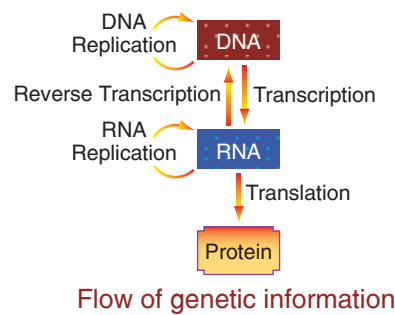 DNA
Replication
DNA
Reverse Transcription
Transcription
RNA
Replication
RNA
Translation
Protein
Flow of genetic information